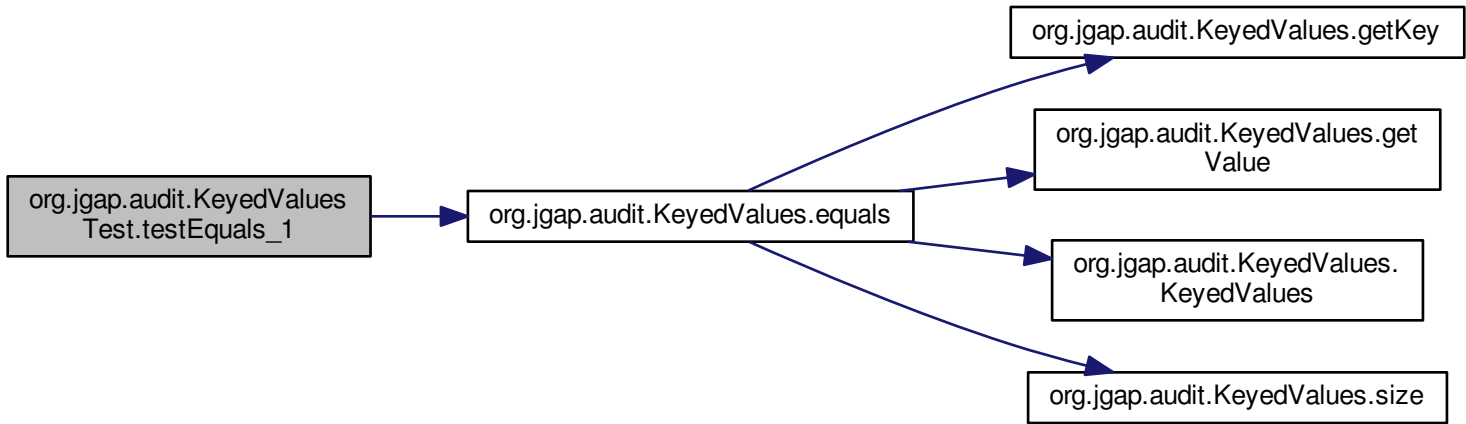 org.jgap.audit.KeyedValues
Test.testEquals_1
org.jgap.audit.KeyedValues.equals
org.jgap.audit.KeyedValues.getKey
org.jgap.audit.KeyedValues.get
Value
org.jgap.audit.KeyedValues.
KeyedValues
org.jgap.audit.KeyedValues.size